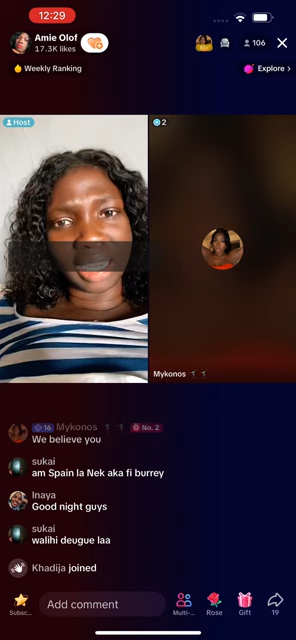 12:29
Amie Olof
17.3K likes
106
Weekly Ranking
Explore >
Host
2
Mykonos
16 Mykonos No. 2
We believe you
sukai
am Spain la Nek aka fi burrey
Inaya
Good night guys
sukai
walihi deugue laa
Khadija joined
Subsc...
Add comment
Multi-...
Rose
Gift
19